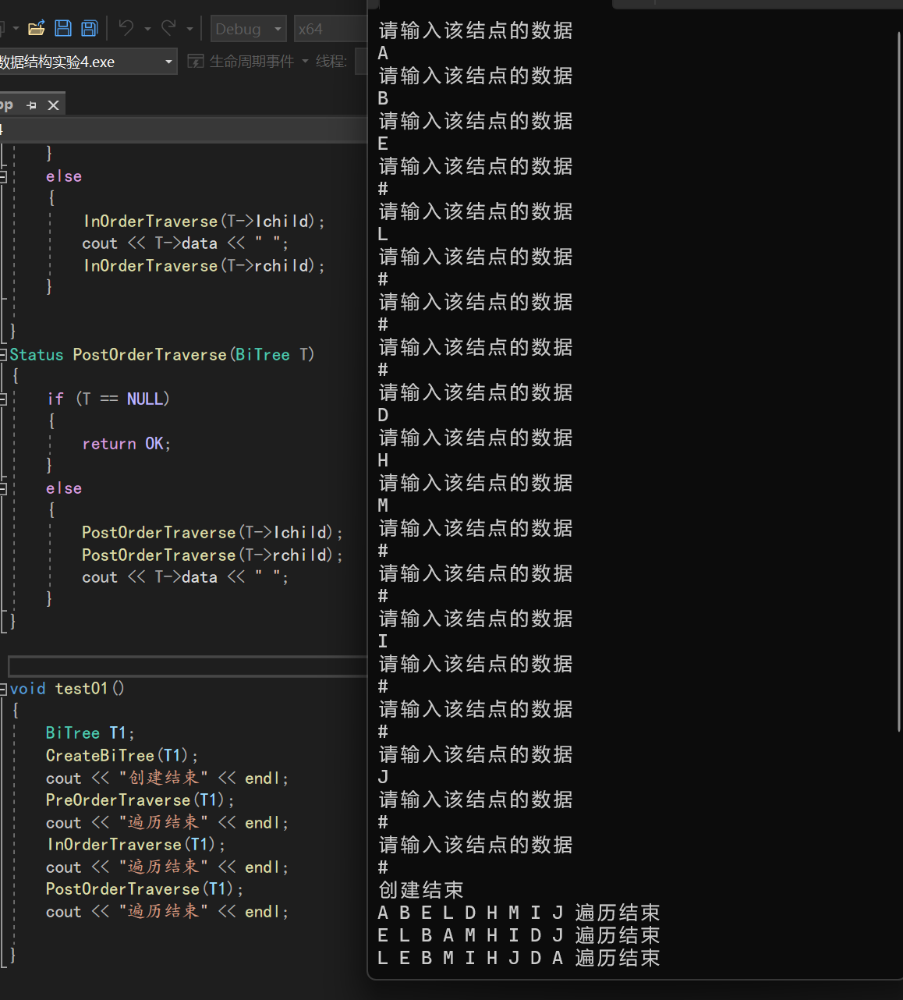 Debug
x64
数据结构实验4.exe
生命周期事件
线程:
pp
4
}
else
{
InOrderTraverse(T->lchild);
cout << T->data << " ";
InOrderTraverse(T->rchild);
}
}
Status PostOrderTraverse(BiTree T)
{
if (T == NULL)
{
return OK;
}
else
{
PostOrderTraverse(T->lchild);
PostOrderTraverse(T->rchild);
cout << T->data << " ";
}
}
void test01()
{
BiTree T1;
CreateBiTree(T1);
cout << "创建结束" << endl;
PreOrderTraverse(T1);
cout << "遍历结束" << endl;
InOrderTraverse(T1);
cout << "遍历结束" << endl;
PostOrderTraverse(T1);
cout << "遍历结束" << endl;
}
请输入该结点的数据
A
请输入该结点的数据
B
请输入该结点的数据
E
请输入该结点的数据
#
请输入该结点的数据
L
请输入该结点的数据
#
请输入该结点的数据
#
请输入该结点的数据
#
请输入该结点的数据
D
请输入该结点的数据
H
请输入该结点的数据
M
请输入该结点的数据
#
请输入该结点的数据
#
请输入该结点的数据
I
请输入该结点的数据
#
请输入该结点的数据
#
请输入该结点的数据
J
请输入该结点的数据
#
请输入该结点的数据
#
创建结束
A B E L D H M I J 遍历结束
E L B A M H I D J 遍历结束
L E B M I H J D A 遍历结束